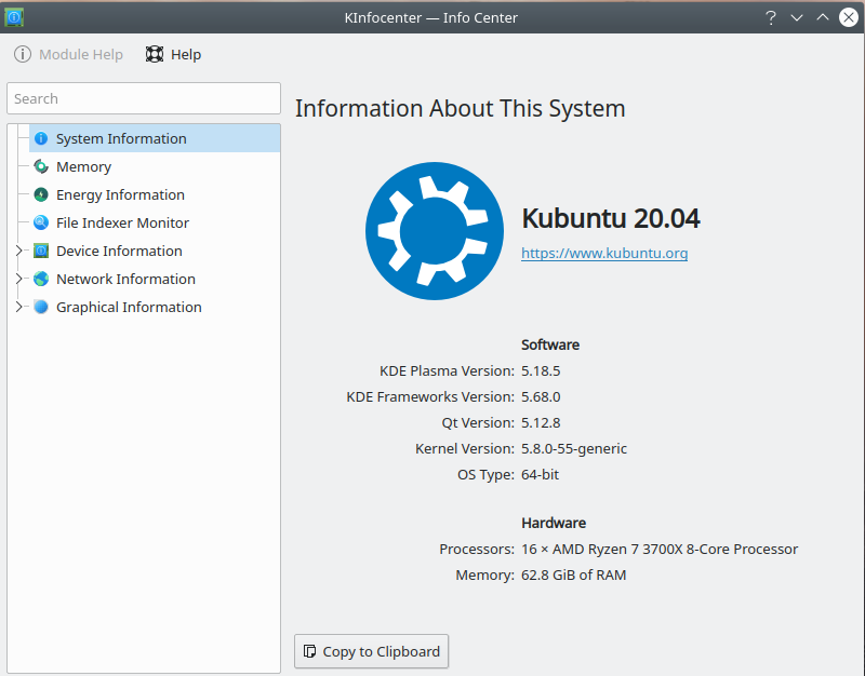 KInfocenter — Info Center
Module Help Help
Search
System Information
Memory
Energy Information
File Indexer Monitor
Device Information
Network Information
Graphical Information
Information About This System
Kubuntu 20.04
https://www.kubuntu.org
Software
KDE Plasma Version: 5.18.5
KDE Frameworks Version: 5.68.0
Qt Version: 5.12.8
Kernel Version: 5.8.0-55-generic
OS Type: 64-bit
Hardware
Processors: 16 × AMD Ryzen 7 3700X 8-Core Processor
Memory: 62.8 GiB of RAM
Copy to Clipboard